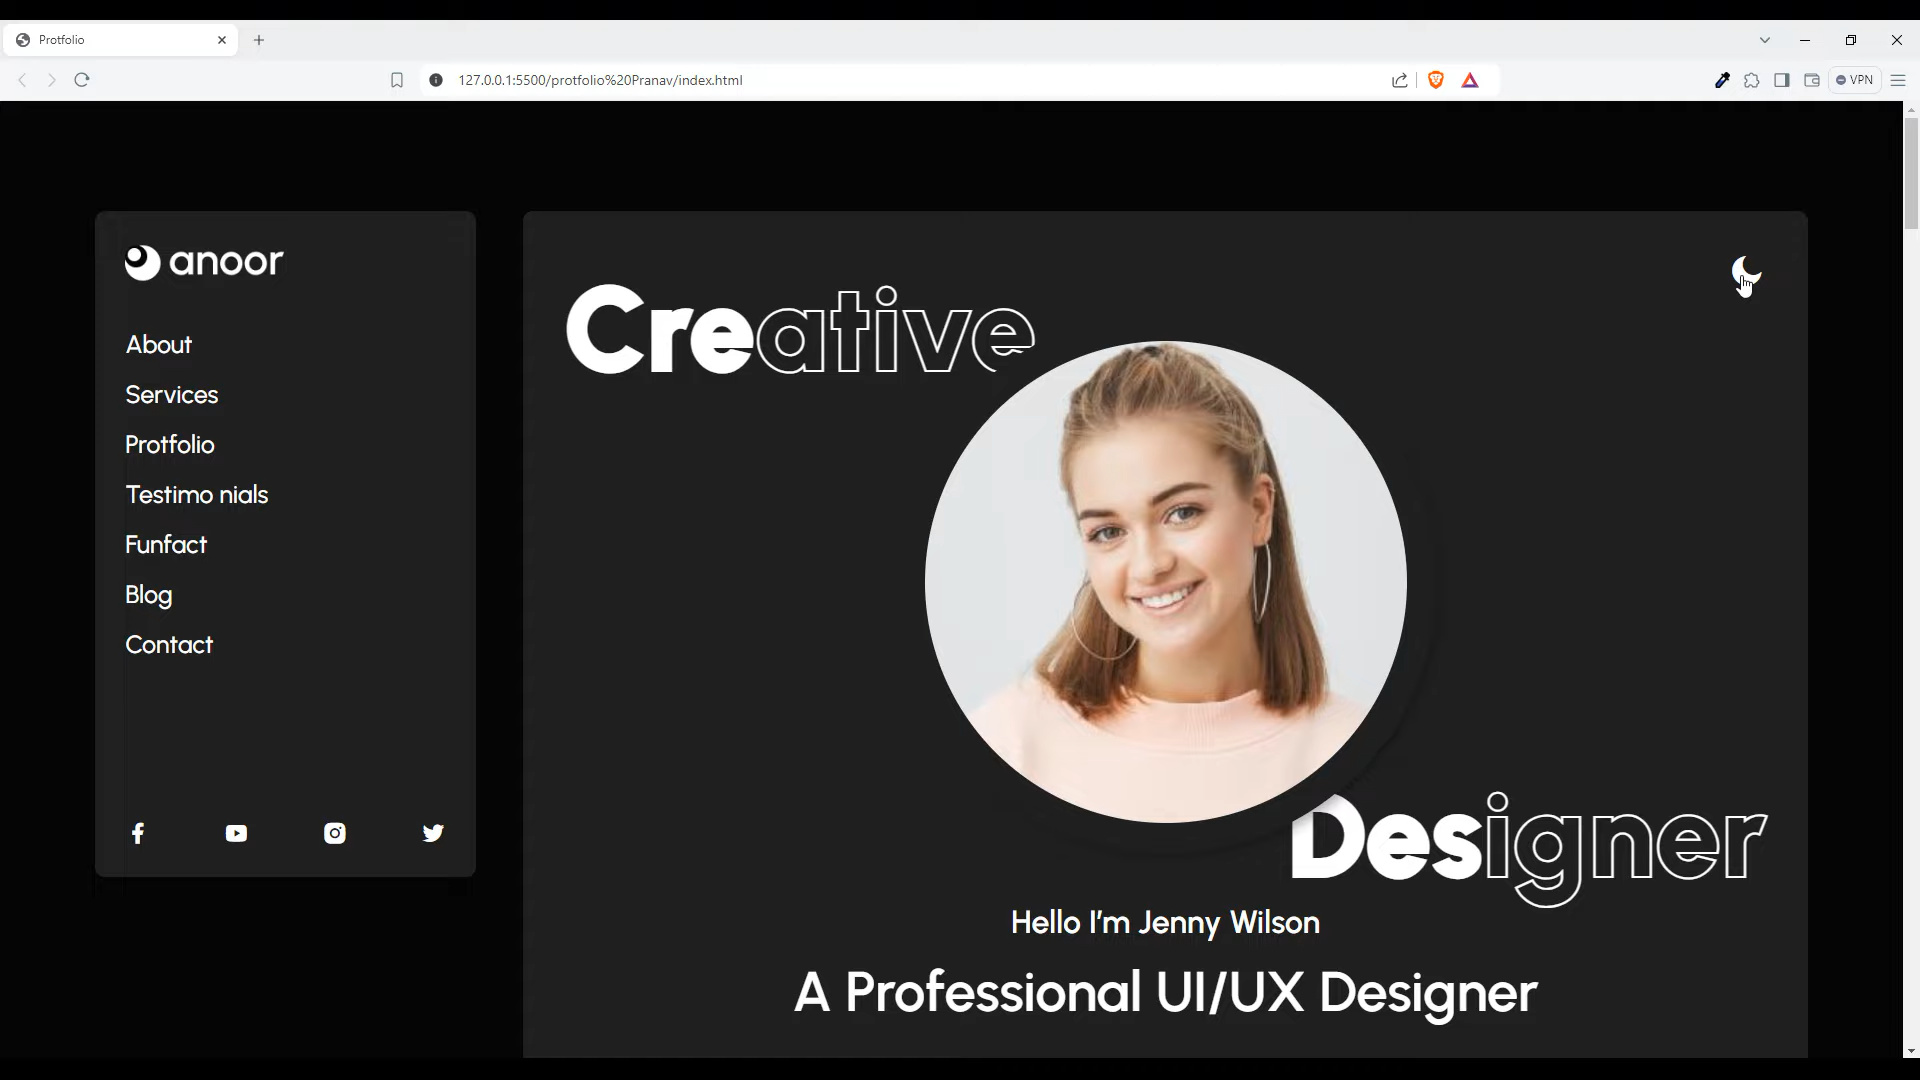 Protfolio
127.0.0.1:5500/protfolio%20Pranav/index.html
VPN
anoor
About
Services
Protfolio
Testimo nials
Funfact
Blog
Contact
Creative
Designer
Hello I'm Jenny Wilson
A Professional UI/UX Designer